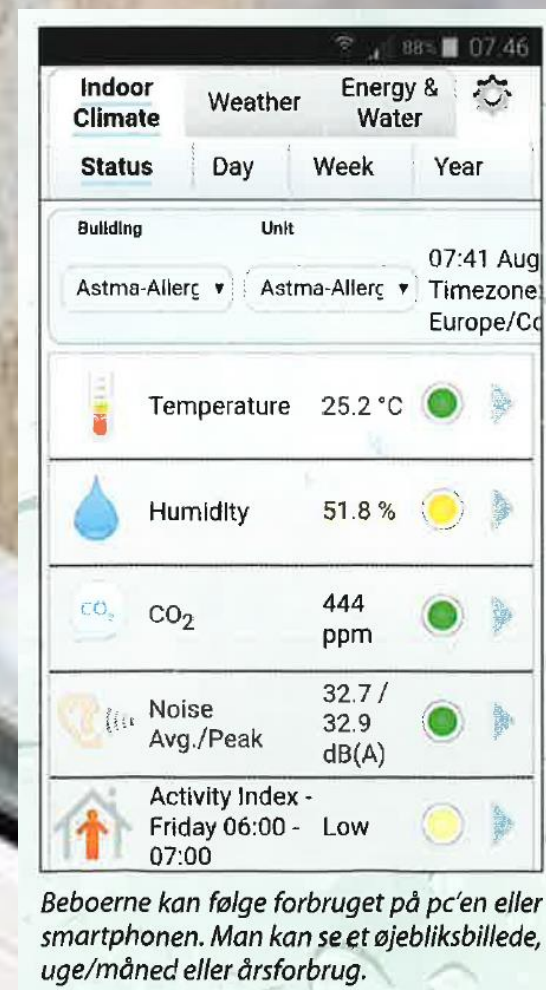 88% 07.46
Indoor Climate Weather Energy & Water
Status Day Week Year
Building Unit
Astma-Allerg Astma-Allerg
07:41 Aug
Timezone:
Europe/Co
Temperature 25.2 °C
Humidity 51.8 %
CO₂ CO₂ 444 ppm
Noise Avg./Peak 32.7 / 32.9 dB(A)
Activity Index -
Friday 06:00 - Low
07:00
Beboerne kan følge forbruget på pc'en eller
smartphonen. Man kan se et øjebliksbillede,
uge/måned eller årsforbrug.